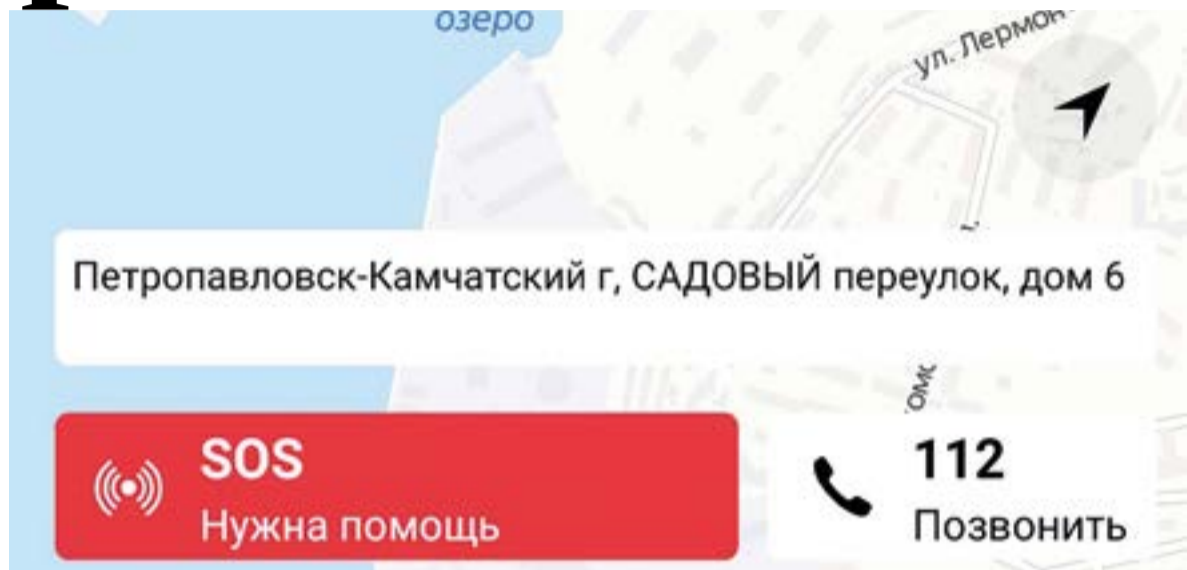 озеро
ул. Лермон
Петропавловск-Камчатский г, САДОВЫЙ переулок, дом 6
SOS
Нужна помощь
112
Позвонить